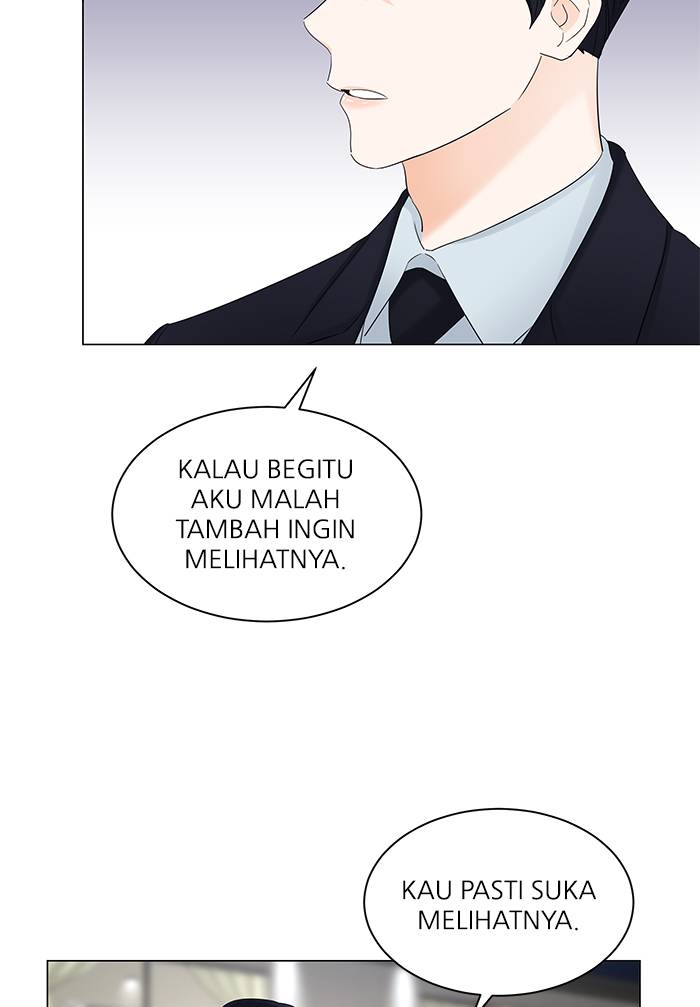 KALAU BEGITU
AKU MALAH
TAMBAH INGIN
MELIHATNYA.
KAU PASTI SUKA
MELIHATNYA.